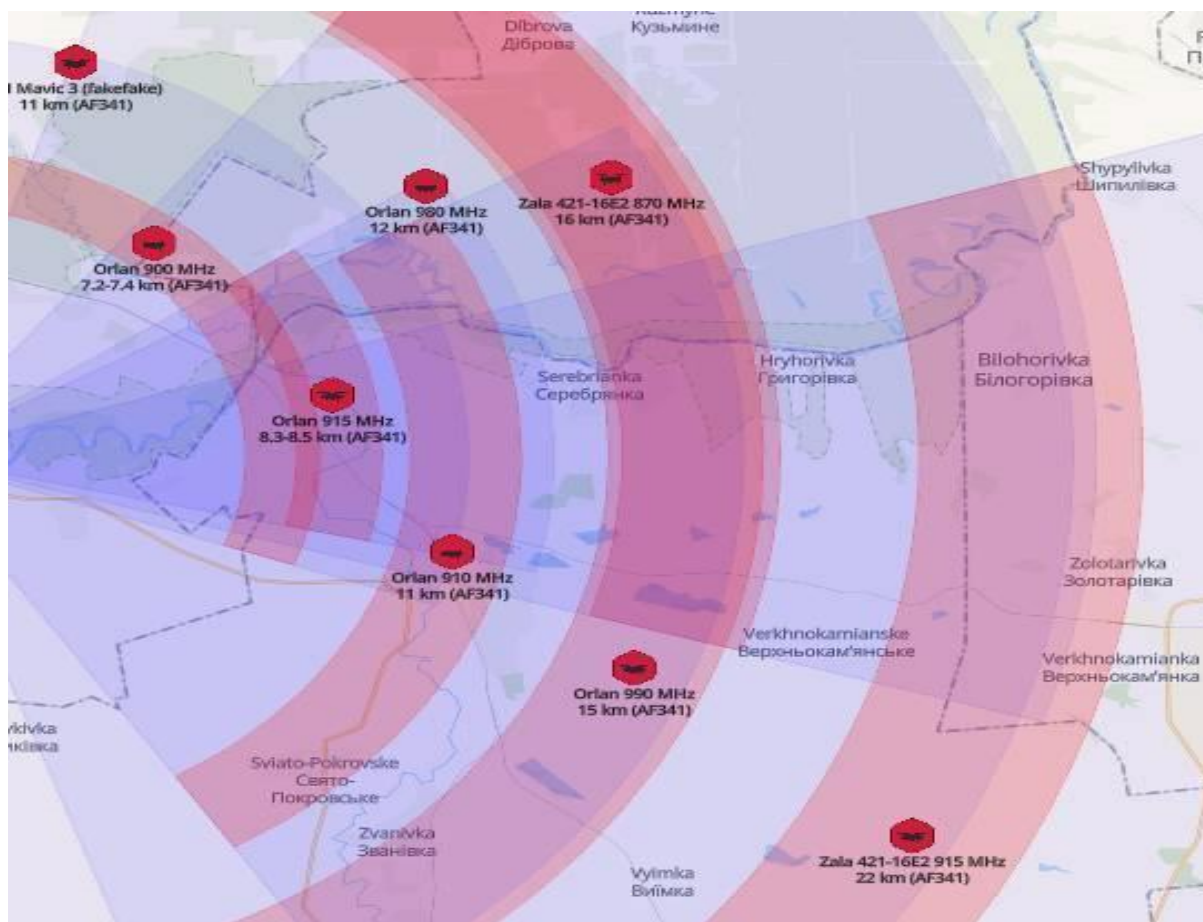 Dibrova
Діброва
Кузьмине
Mavic 3 (fakefake)
11 km (AF341)
Orlan 980 MHz
12 km (AF341)
Zala 421-16E2 870 MHz
16 km (AF341)
Shypylivka
Шипилівка
Orlan 900 MHz
7.2-7.4 km (AF341)
Serebrianka
Серебрянка
Hryhorivka
Григорівка
Bilohorivka
Білогорівка
Orlan 915 MHz
8.3-8.5 km (AF341)
Orlan 910 MHz
11 km (AF341)
Zolotarivka
Золотарівка
Verkhnokamianske
Верхньокам'янське
Verkhnokamianka
Верхньокам'янка
Orlan 990 MHz
15 km (AF341)
Sviato-Pokrovske
Свято-
Покровське
Zvanivka
Званівка
Vyimka
Виїмка
Zala 421-16E2 915 MHz
22 km (AF341)